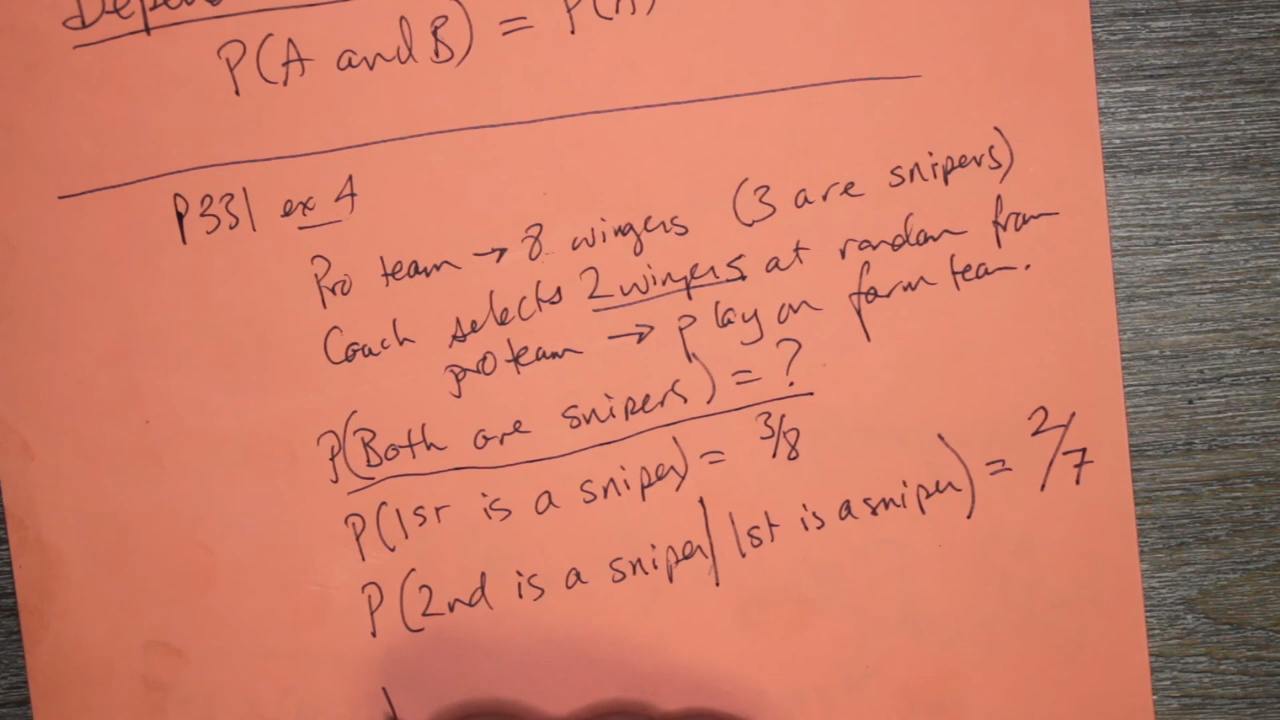 P(A and B) = P(A)
P331 ex 4
Pro team → 8 wingers (3 are snipers)
Coach selects 2 wingers at random from
pro team → play on farm team.
P(Both are snipers) = ?
P(1st is a sniper) = 3/8
P(2nd is a sniper | 1st is a sniper) = 2/7